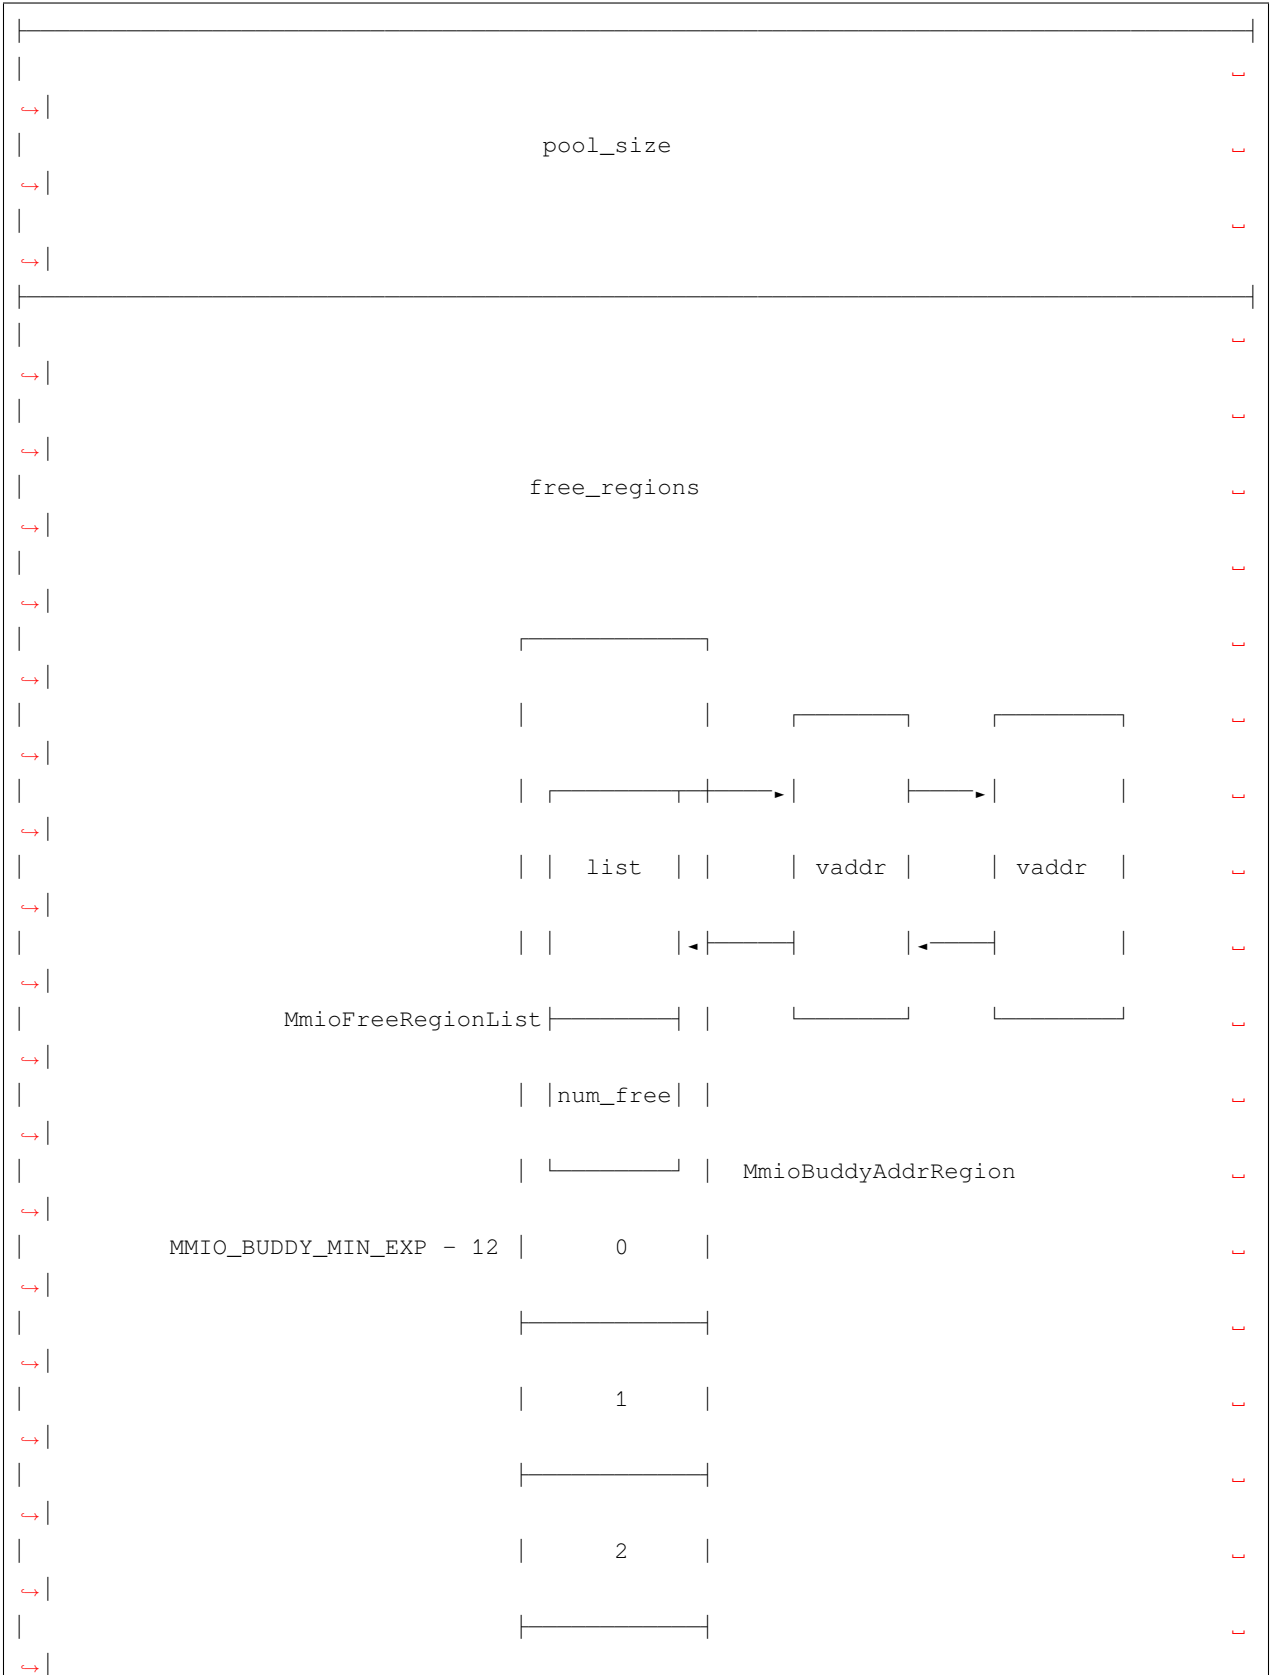 pool_size
free_regions
list vaddr vaddr
MmioFreeRegionList
num_free
MmioBuddyAddrRegion
MMIO_BUDDY_MIN_EXP - 12 0
1
2